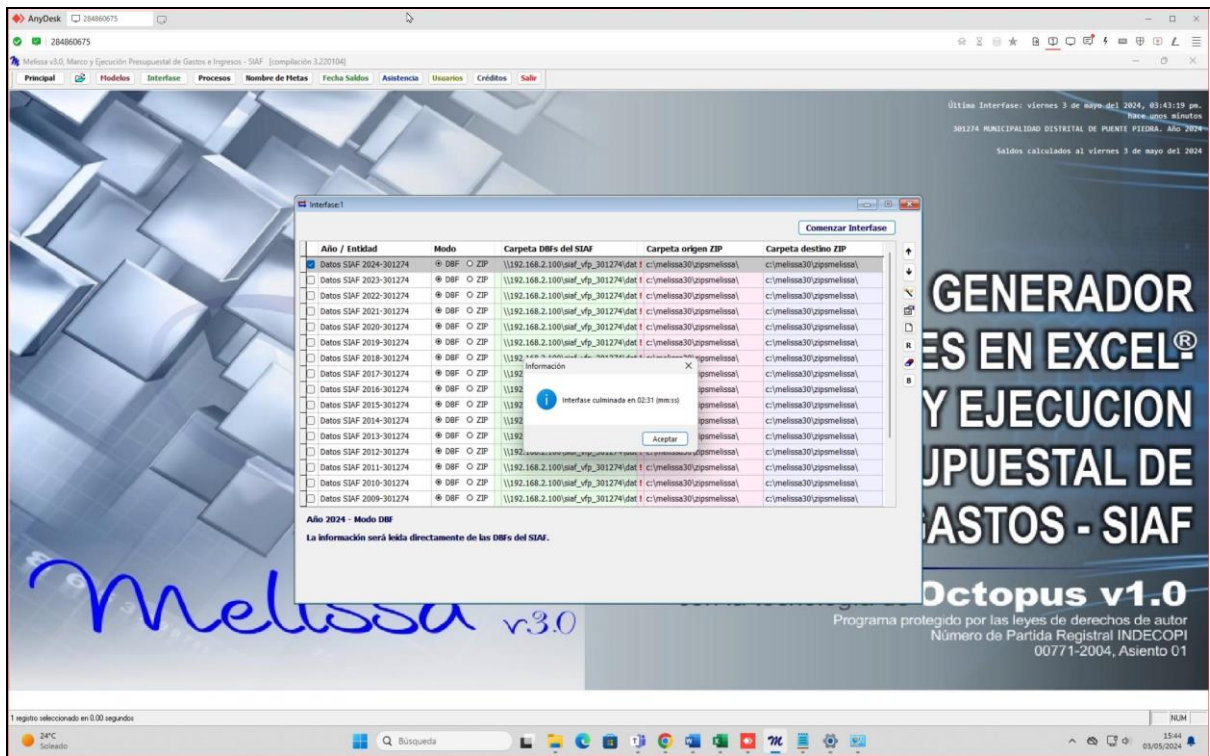 AnyDesk 284860675
284860675
Melissa v3.0, Marco y Ejecución Presupuestal de Gastos e Ingresos - SIAF [compilación 3.220104]
Principal Modelos Interfase Procesos Nombre de Metas Fecha Saldos Asistencia Usuarios Créditos Salir
Última Interfase: viernes 3 de mayo del 2024, 03:43:19 pm.
hace unos minutos
301274 MUNICIPALIDAD DISTRITAL DE PUENTE PIEDRA. Año 2024
Saldos calculados al viernes 3 de mayo del 2024
Interfase:1
Comenzar Interfase
Año / Entidad Modo Carpeta DBFs del SIAF Carpeta origen ZIP Carpeta destino ZIP
Datos SIAF 2024-301274 DBF ZIP \\192.168.2.100\siaf_vfp_301274\dat ! c:\melissa30\zipsmelissa\ c:\melissa30\zipsmelissa\
Datos SIAF 2023-301274 DBF ZIP \\192.168.2.100\siaf_vfp_301274\dat ! c:\melissa30\zipsmelissa\ c:\melissa30\zipsmelissa\
Datos SIAF 2022-301274 DBF ZIP \\192.168.2.100\siaf_vfp_301274\dat ! c:\melissa30\zipsmelissa\ c:\melissa30\zipsmelissa\
Datos SIAF 2021-301274 DBF ZIP \\192.168.2.100\siaf_vfp_301274\dat ! c:\melissa30\zipsmelissa\ c:\melissa30\zipsmelissa\
Datos SIAF 2020-301274 DBF ZIP \\192.168.2.100\siaf_vfp_301274\dat ! c:\melissa30\zipsmelissa\ c:\melissa30\zipsmelissa\
Datos SIAF 2019-301274 DBF ZIP \\192.168.2.100\siaf_vfp_301274\dat ! c:\melissa30\zipsmelissa\ c:\melissa30\zipsmelissa\
Datos SIAF 2018-301274 DBF ZIP \\192. c:\melissa30\zipsmelissa\
Datos SIAF 2017-301274 DBF ZIP \\192 ipsmelissa\ c:\melissa30\zipsmelissa\
Datos SIAF 2016-301274 DBF ZIP \\192 ipsmelissa\ c:\melissa30\zipsmelissa\
Datos SIAF 2015-301274 DBF ZIP \\192 ipsmelissa\ c:\melissa30\zipsmelissa\
Datos SIAF 2014-301274 DBF ZIP \\192 ipsmelissa\ c:\melissa30\zipsmelissa\
Datos SIAF 2013-301274 DBF ZIP \\192 ipsmelissa\ c:\melissa30\zipsmelissa\
Datos SIAF 2012-301274 DBF ZIP \\192. c:\melissa30\zipsmelissa\
Datos SIAF 2011-301274 DBF ZIP \\192.168.2.100\siaf_vfp_301274\dat ! c:\melissa30\zipsmelissa\ c:\melissa30\zipsmelissa\
Datos SIAF 2010-301274 DBF ZIP \\192.168.2.100\siaf_vfp_301274\dat ! c:\melissa30\zipsmelissa\ c:\melissa30\zipsmelissa\
Datos SIAF 2009-301274 DBF ZIP \\192.168.2.100\siaf_vfp_301274\dat ! c:\melissa30\zipsmelissa\ c:\melissa30\zipsmelissa\
R
B
Información
Interfase culminada en 02:31 (mm:ss)
Aceptar
Año 2024 - Modo DBF
La información será leída directamente de las DBFs del SIAF.
GENERADOR
ES EN EXCEL®
Y EJECUCION
UPUESTAL DE
GASTOS - SIAF
Octopus v1.0
Programa protegido por las leyes de derechos de autor
Número de Partida Registral INDECOPI
00771-2004, Asiento 01
Melissa v3.0
1 registro seleccionado en 0.00 segundos
NUM
24°C
Soleado
Búsqueda
15:44
03/05/2024